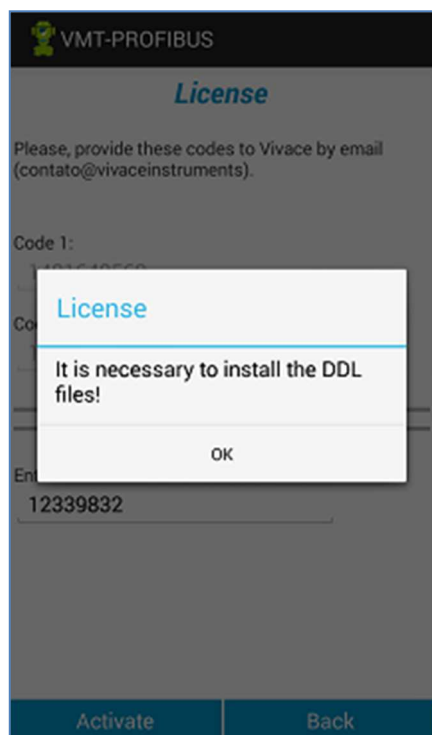 VMT-PROFIBUS
License
Please, provide these codes to Vivace by email
(contato@vivaceinstruments).
Code 1:
License
It is necessary to install the DDL
files!
OK
12339832
Activate
Back